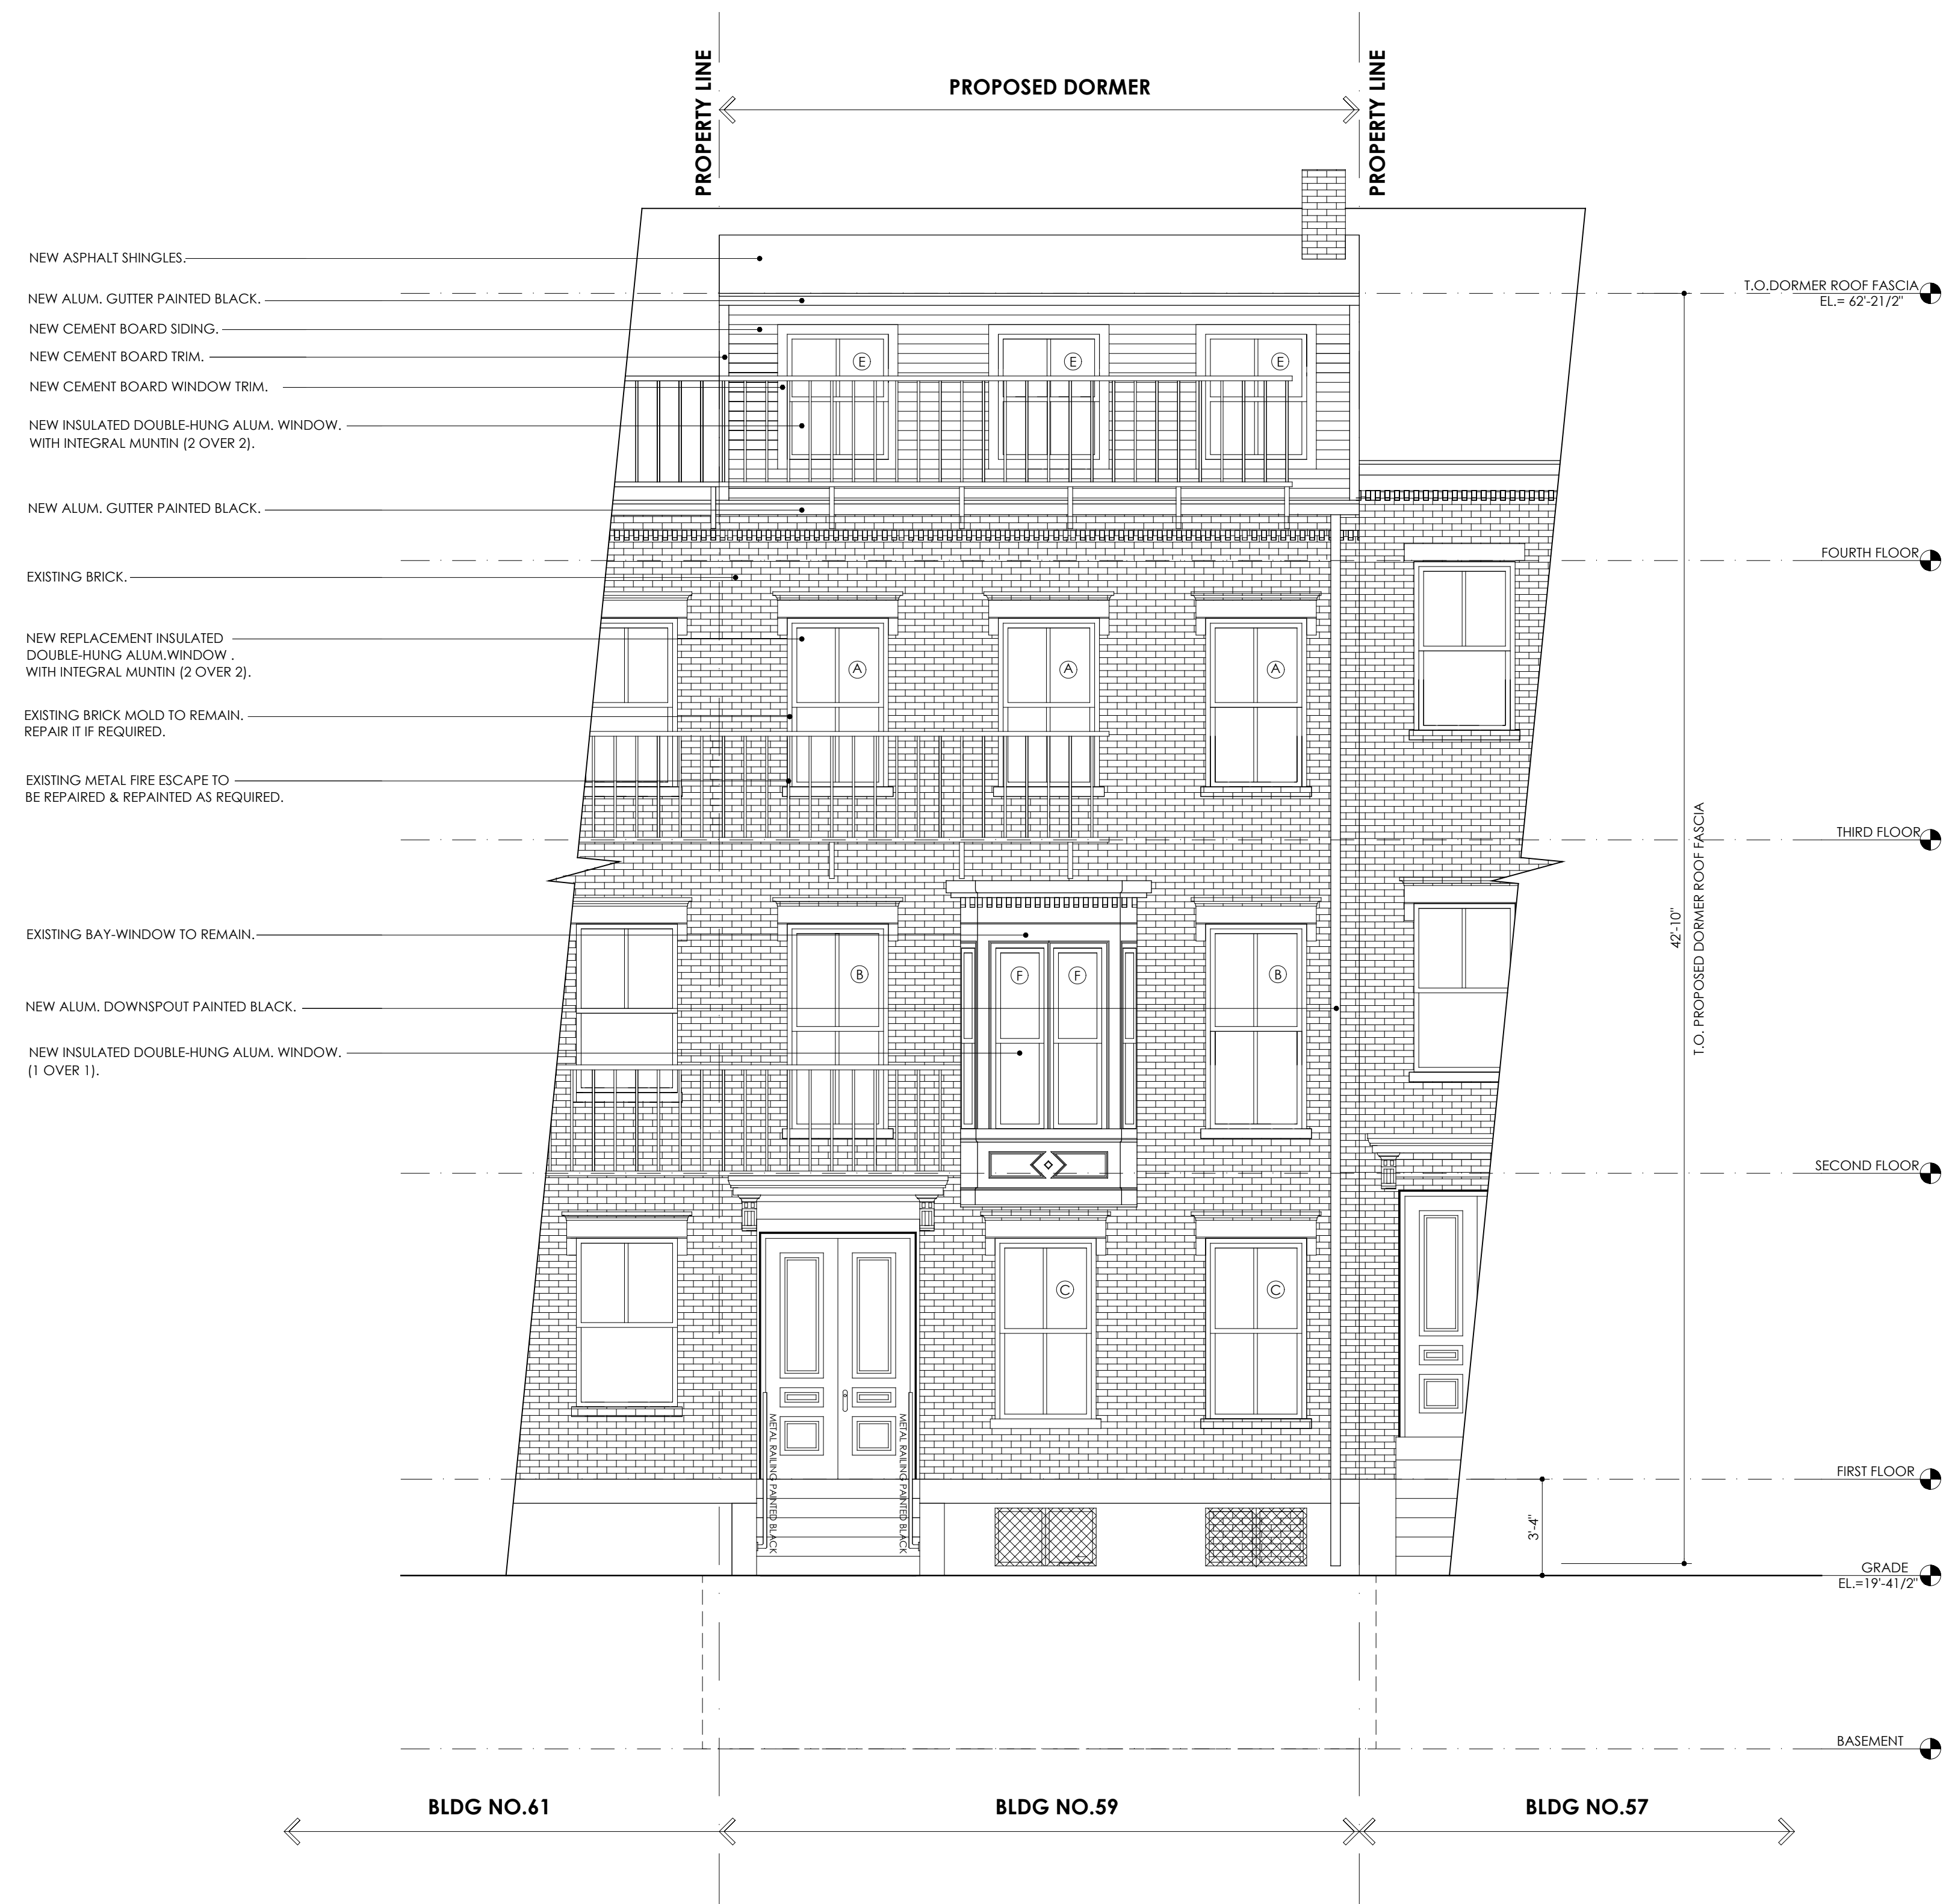 PROPERTY LINE
PROPOSED DORMER
PROPERTY LINE
NEW ASPHALT SHINGLES.
T.O.DORMER ROOF FASCIA
EL.= 62'-21/2"
NEW ALUM. GUTTER PAINTED BLACK.
NEW CEMENT BOARD SIDING.
NEW CEMENT BOARD TRIM.
E
E
E
NEW CEMENT BOARD WINDOW TRIM.
NEW INSULATED DOUBLE-HUNG ALUM. WINDOW.
WITH INTEGRAL MUNTIN (2 OVER 2).
NEW ALUM. GUTTER PAINTED BLACK.
FOURTH FLOOR
EXISTING BRICK.
NEW REPLACEMENT INSULATED
DOUBLE-HUNG ALUM.WINDOW .
WITH INTEGRAL MUNTIN (2 OVER 2).
A
A
A
EXISTING BRICK MOLD TO REMAIN.
REPAIR IT IF REQUIRED.
EXISTING METAL FIRE ESCAPE TO
BE REPAIRED & REPAINTED AS REQUIRED.
THIRD FLOOR
42'-10"
T.O. PROPOSED DORMER ROOF FASCIA
EXISTING BAY-WINDOW TO REMAIN.
B
F
F
B
NEW ALUM. DOWNSPOUT PAINTED BLACK.
NEW INSULATED DOUBLE-HUNG ALUM. WINDOW.
(1 OVER 1).
SECOND FLOOR
C
C
METAL RAILING PAINTED BLACK
METAL RAILING PAINTED BLACK
FIRST FLOOR
3'-4"
GRADE
EL.=19'-41/2"
BASEMENT
BLDG NO.61
BLDG NO.59
BLDG NO.57